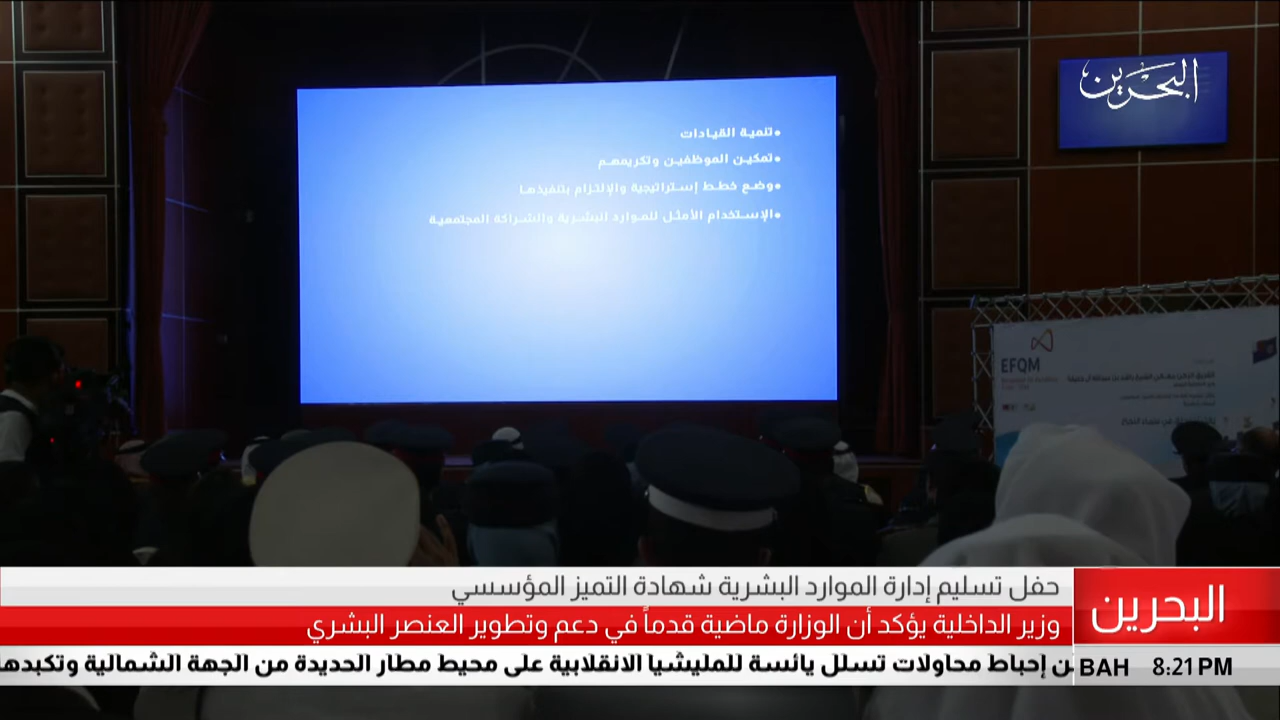 البحرين
•تنمية القيادات
•تمكين الموظفين وتكريمهم
•وضع خطط إستراتيجية والإلتزام بتنفيذها
•الإستخدام الأمثل للموارد البشرية والشراكة المجتمعية
EFQM
حفل تسليم إدارة الموارد البشرية شهادة التميز المؤسسي
البحرين
وزير الداخلية يؤكد أن الوزارة ماضية قدماً في دعم وتطوير العنصر البشري
إحباط محاولات تسلل يائسة للمليشيا الانقلابية على محيط مطار الحديدة من الجهة الشمالية وتكبدها
BAH 8:21 PM